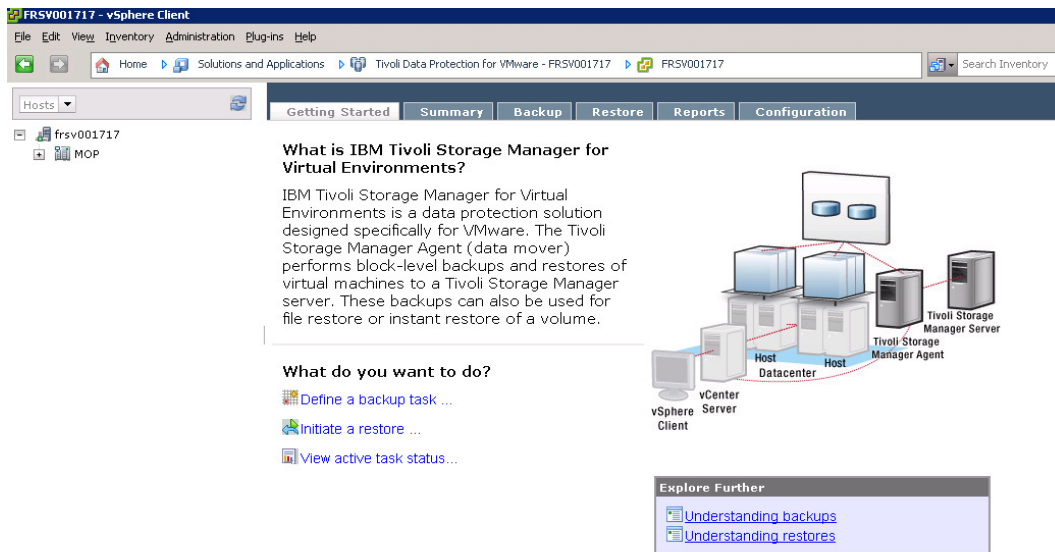 FRSV001717 - vSphere Client
File Edit View Inventory Administration Plug-ins Help
Home Solutions and Applications Tivoli Data Protection for VMware - FRSV001717 FRSV001717 Search Inventory
Hosts
Getting Started Summary Backup Restore Reports Configuration
frsv001717
MOP
What is IBM Tivoli Storage Manager for
Virtual Environments?
IBM Tivoli Storage Manager for Virtual
Environments is a data protection solution
designed specifically for VMware. The Tivoli
Storage Manager Agent (data mover)
performs block-level backups and restores of
virtual machines to a Tivoli Storage Manager
server. These backups can also be used for
file restore or instant restore of a volume.
What do you want to do?
Define a backup task ...
Initiate a restore ...
View active task status...
Tivoli Storage
Manager Server
Tivoli Storage
Manager Agent
Host
Host
Datacenter
vCenter
Server
vSphere
Client
Explore Further
Understanding backups
Understanding restores